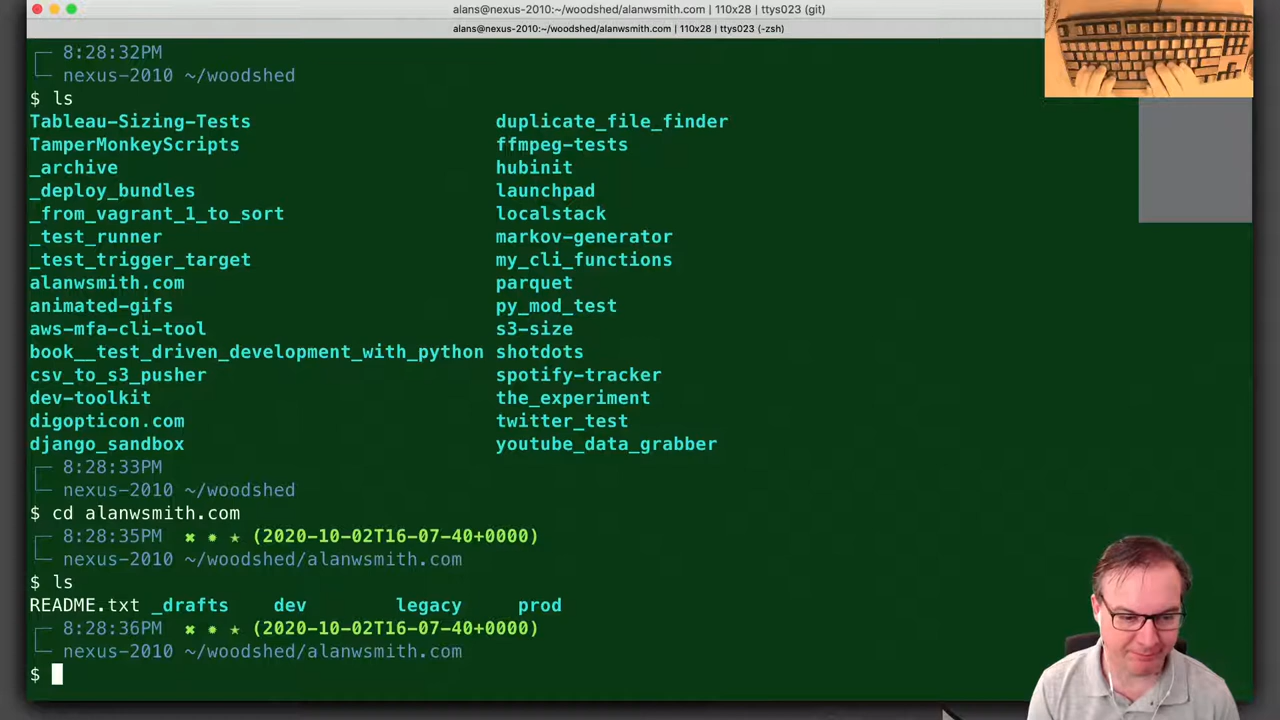 alans@nexus-2010:~/woodshed/alanwsmith.com | 110x28 | ttys023 (git)
alans@nexus-2010:~/woodshed/alanwsmith.com | 110x28 | ttys023 (-zsh)
8:28:32PM
nexus-2010 ~/woodshed
$ ls
Tableau-Sizing-Tests duplicate_file_finder
TamperMonkeyScripts ffmpeg-tests
_archive hubinit
_deploy_bundles launchpad
_from_vagrant_1_to_sort localstack
_test_runner markov-generator
_test_trigger_target my_cli_functions
alanwsmith.com parquet
animated-gifs py_mod_test
aws-mfa-cli-tool s3-size
book__test_driven_development_with_python shotdots
csv_to_s3_pusher spotify-tracker
dev-toolkit the_experiment
digopticon.com twitter_test
django_sandbox youtube_data_grabber
8:28:33PM
nexus-2010 ~/woodshed
$ cd alanwsmith.com
8:28:35PM ✖ ✹ ★ (2020-10-02T16-07-40+0000)
nexus-2010 ~/woodshed/alanwsmith.com
$ ls
README.txt _drafts dev legacy prod
8:28:36PM ✖ ✹ ★ (2020-10-02T16-07-40+0000)
nexus-2010 ~/woodshed/alanwsmith.com
$